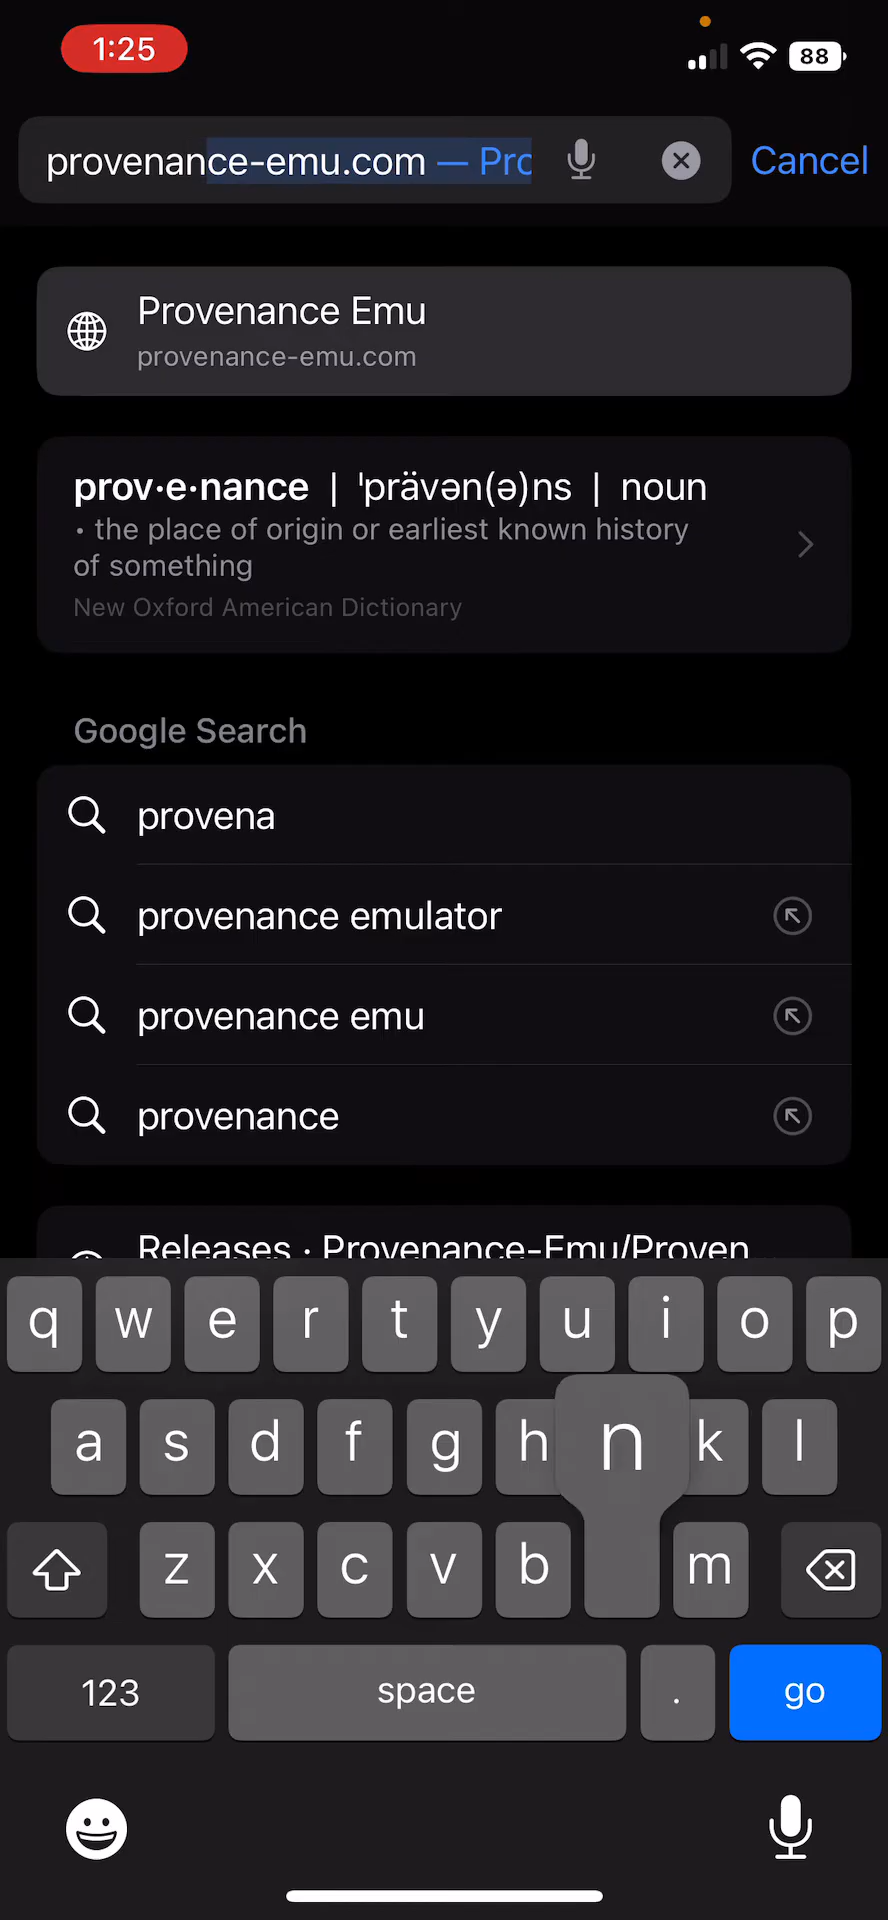 1:25
88
provenance-emu.com — Pro
Cancel
Provenance Emu
provenance-emu.com
prov·e·nance | ˈprävən(ə)ns | noun
• the place of origin or earliest known history
of something
New Oxford American Dictionary
Google Search
provena
provenance emulator
provenance emu
provenance
Releases · Provenance-Emu/Proven...
q w e r t y u i o p
a s d f g h n k l
z x c v b m
123 space . go